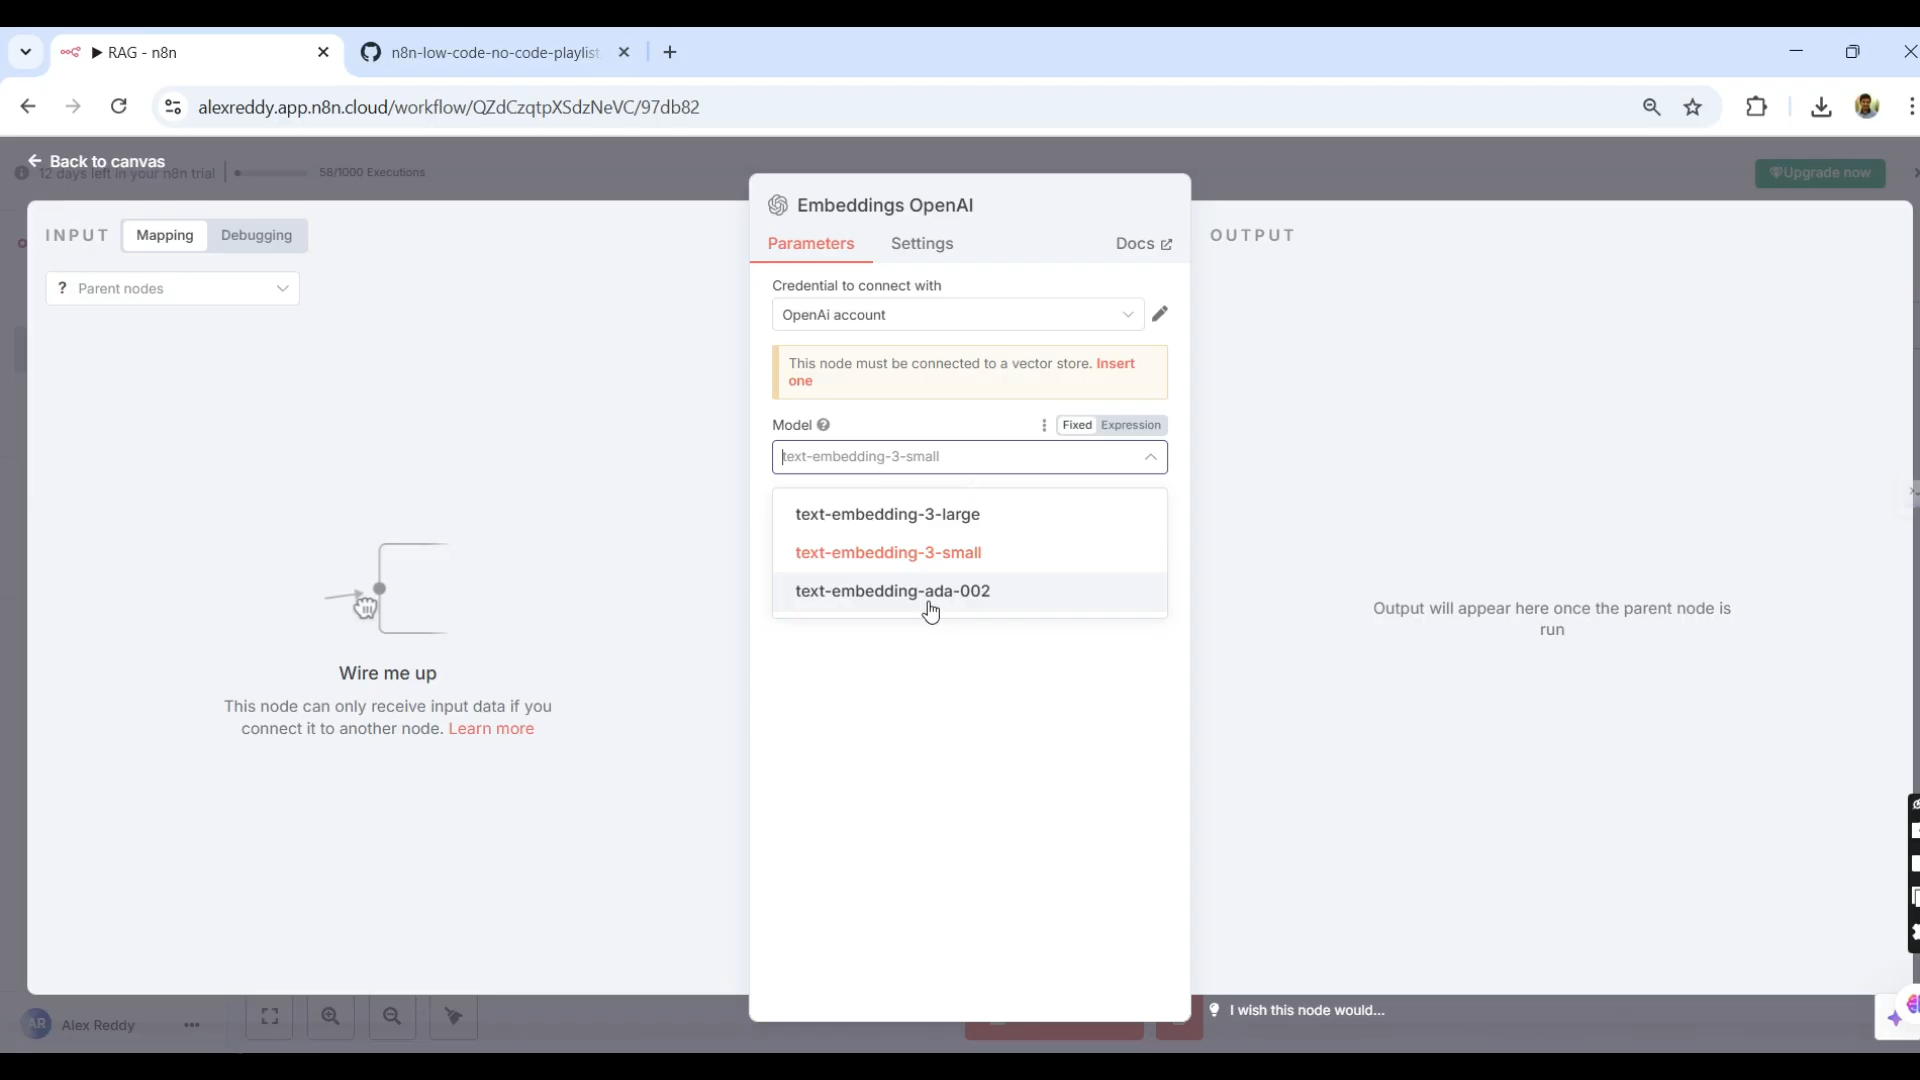 ▶ RAG - n8n
n8n-low-code-no-code-playlist
alexreddy.app.n8n.cloud/workflow/QZdCzqtpXSdzNeVC/97db82
Back to canvas
12 days left in your n8n trial
58/1000 Executions
Upgrade now
INPUT
Mapping
Debugging
? Parent nodes
Wire me up
This node can only receive input data if you
connect it to another node. Learn more
Embeddings OpenAI
Parameters
Settings
Docs
Credential to connect with
OpenAi account
This node must be connected to a vector store. Insert
one
Model
Fixed
Expression
text-embedding-3-small
text-embedding-3-large
text-embedding-3-small
text-embedding-ada-002
OUTPUT
Output will appear here once the parent node is
run
AR
Alex Reddy
I wish this node would...